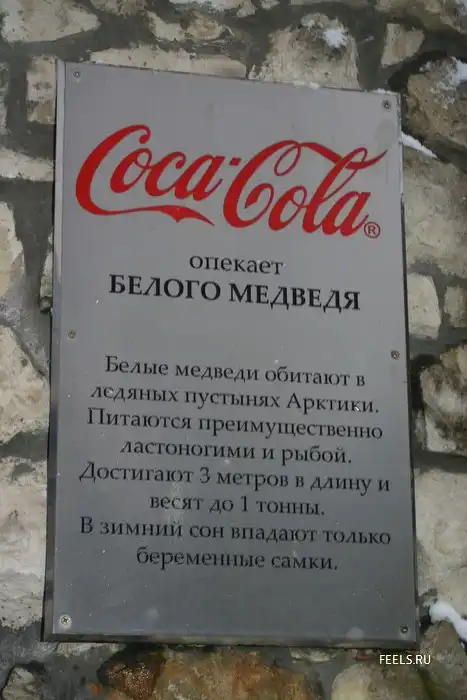 Coca-Cola®
опекает
БЕЛОГО МЕДВЕДЯ
Белые медведи обитают в
ледяных пустынях Арктики.
Питаются преимущественно
ластоногими и рыбой.
Достигают 3 метров в длину и
весят до 1 тонны.
В зимний сон впадают только
беременные самки.
FEELS.RU